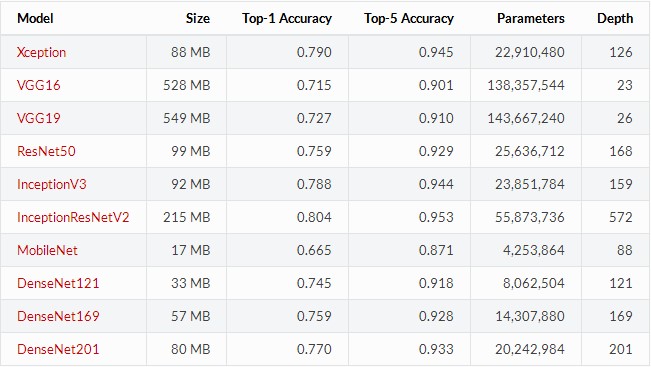 Model Size Top-1 Accuracy Top-5 Accuracy Parameters Depth
Xception 88 MB 0.790 0.945 22,910,480 126
VGG16 528 MB 0.715 0.901 138,357,544 23
VGG19 549 MB 0.727 0.910 143,667,240 26
ResNet50 99 MB 0.759 0.929 25,636,712 168
InceptionV3 92 MB 0.788 0.944 23,851,784 159
InceptionResNetV2 215 MB 0.804 0.953 55,873,736 572
MobileNet 17 MB 0.665 0.871 4,253,864 88
DenseNet121 33 MB 0.745 0.918 8,062,504 121
DenseNet169 57 MB 0.759 0.928 14,307,880 169
DenseNet201 80 MB 0.770 0.933 20,242,984 201